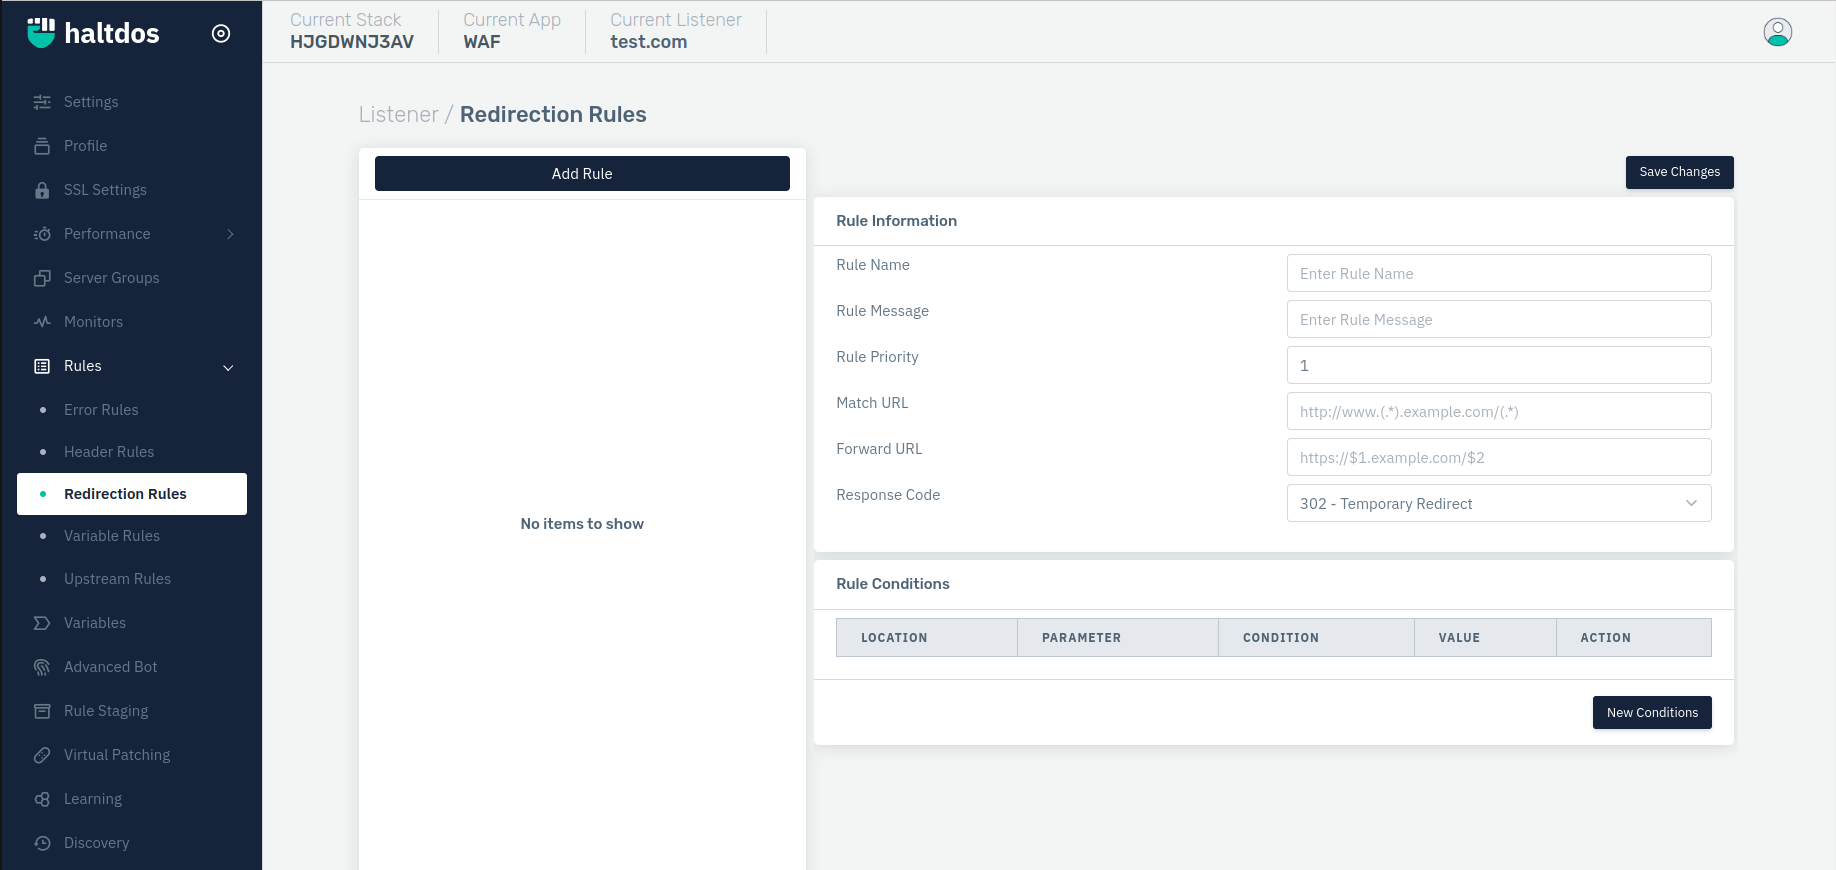 haltdos
Settings
Profile
SSL Settings
Performance
Server Groups
Monitors
Rules
Error Rules
Header Rules
Redirection Rules
Variable Rules
Upstream Rules
Variables
Advanced Bot
Rule Staging
Virtual Patching
Learning
Discovery
Current Stack
HJGDWNJ3AV
Current App
WAF
Current Listener
test.com
Listener / Redirection Rules
Add Rule
No items to show
Save Changes
Rule Information
Rule Name
Enter Rule Name
Rule Message
Enter Rule Message
Rule Priority
1
Match URL
http://www.(.*).example.com/(.*)
Forward URL
https://$1.example.com/$2
Response Code
302 - Temporary Redirect
Rule Conditions
LOCATION PARAMETER CONDITION VALUE ACTION
New Conditions